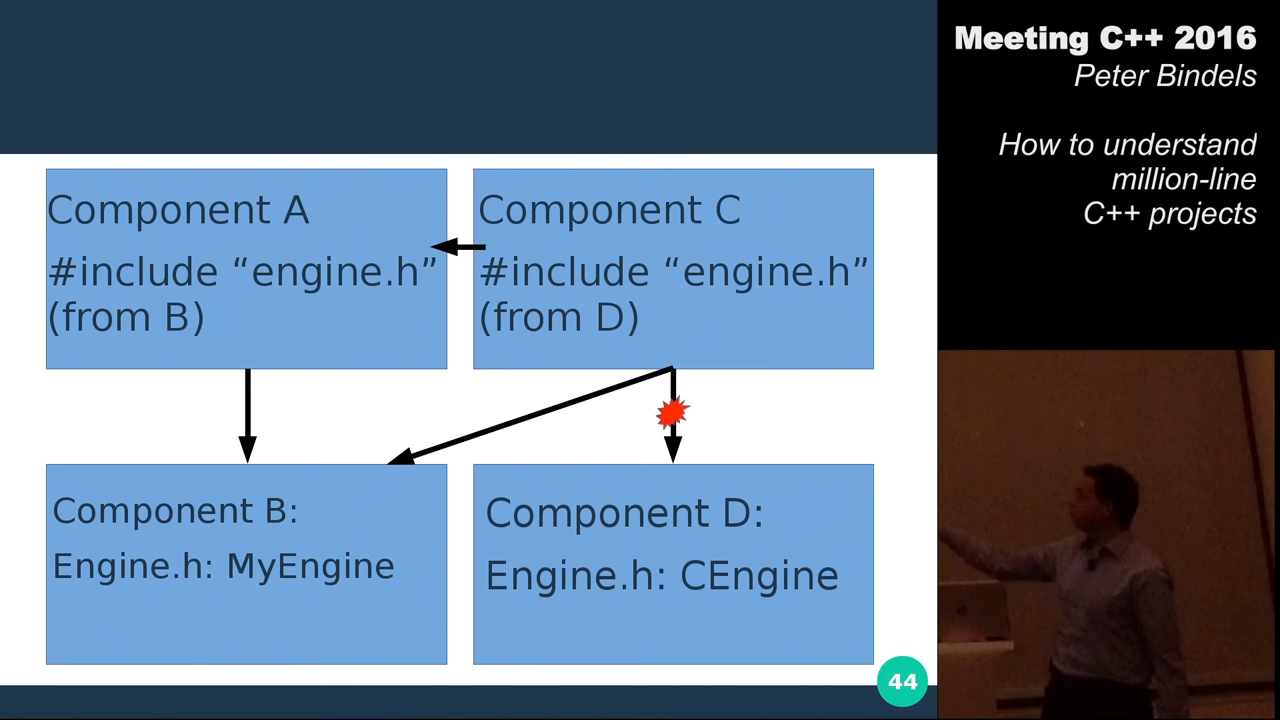 Component A
#include “engine.h”
(from B)
Component C
#include “engine.h”
(from D)
Component B:
Engine.h: MyEngine
Component D:
Engine.h: CEngine
44
Meeting C++ 2016
Peter Bindels
How to understand
million-line
C++ projects